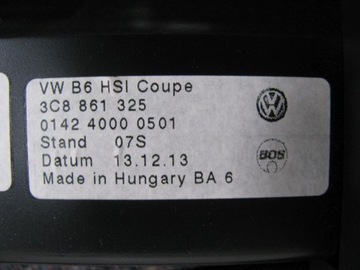 VW B6 HSI Coupe
3C8 861 325
0142 4000 0501
Stand 07S
Datum 13.12.13
Made in Hungary BA 6
BOS